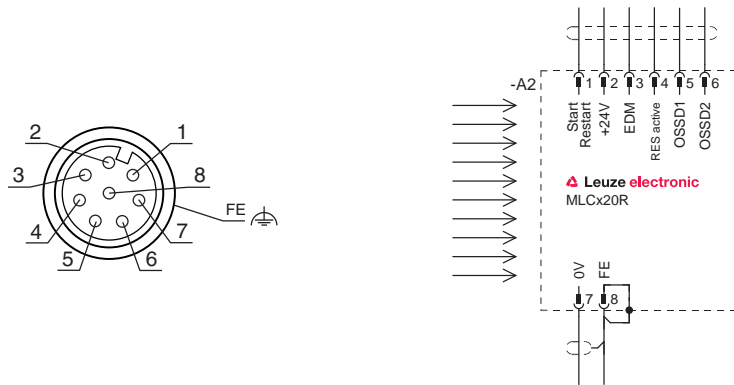 2
1
3
8
FE
4
7
5
6
-A2
1
2
3
4
5
6
Start
Restart
+24V
EDM
RES active
OSSD1
OSSD2
Leuze electronic
MLCx20R
0V
FE
7
8